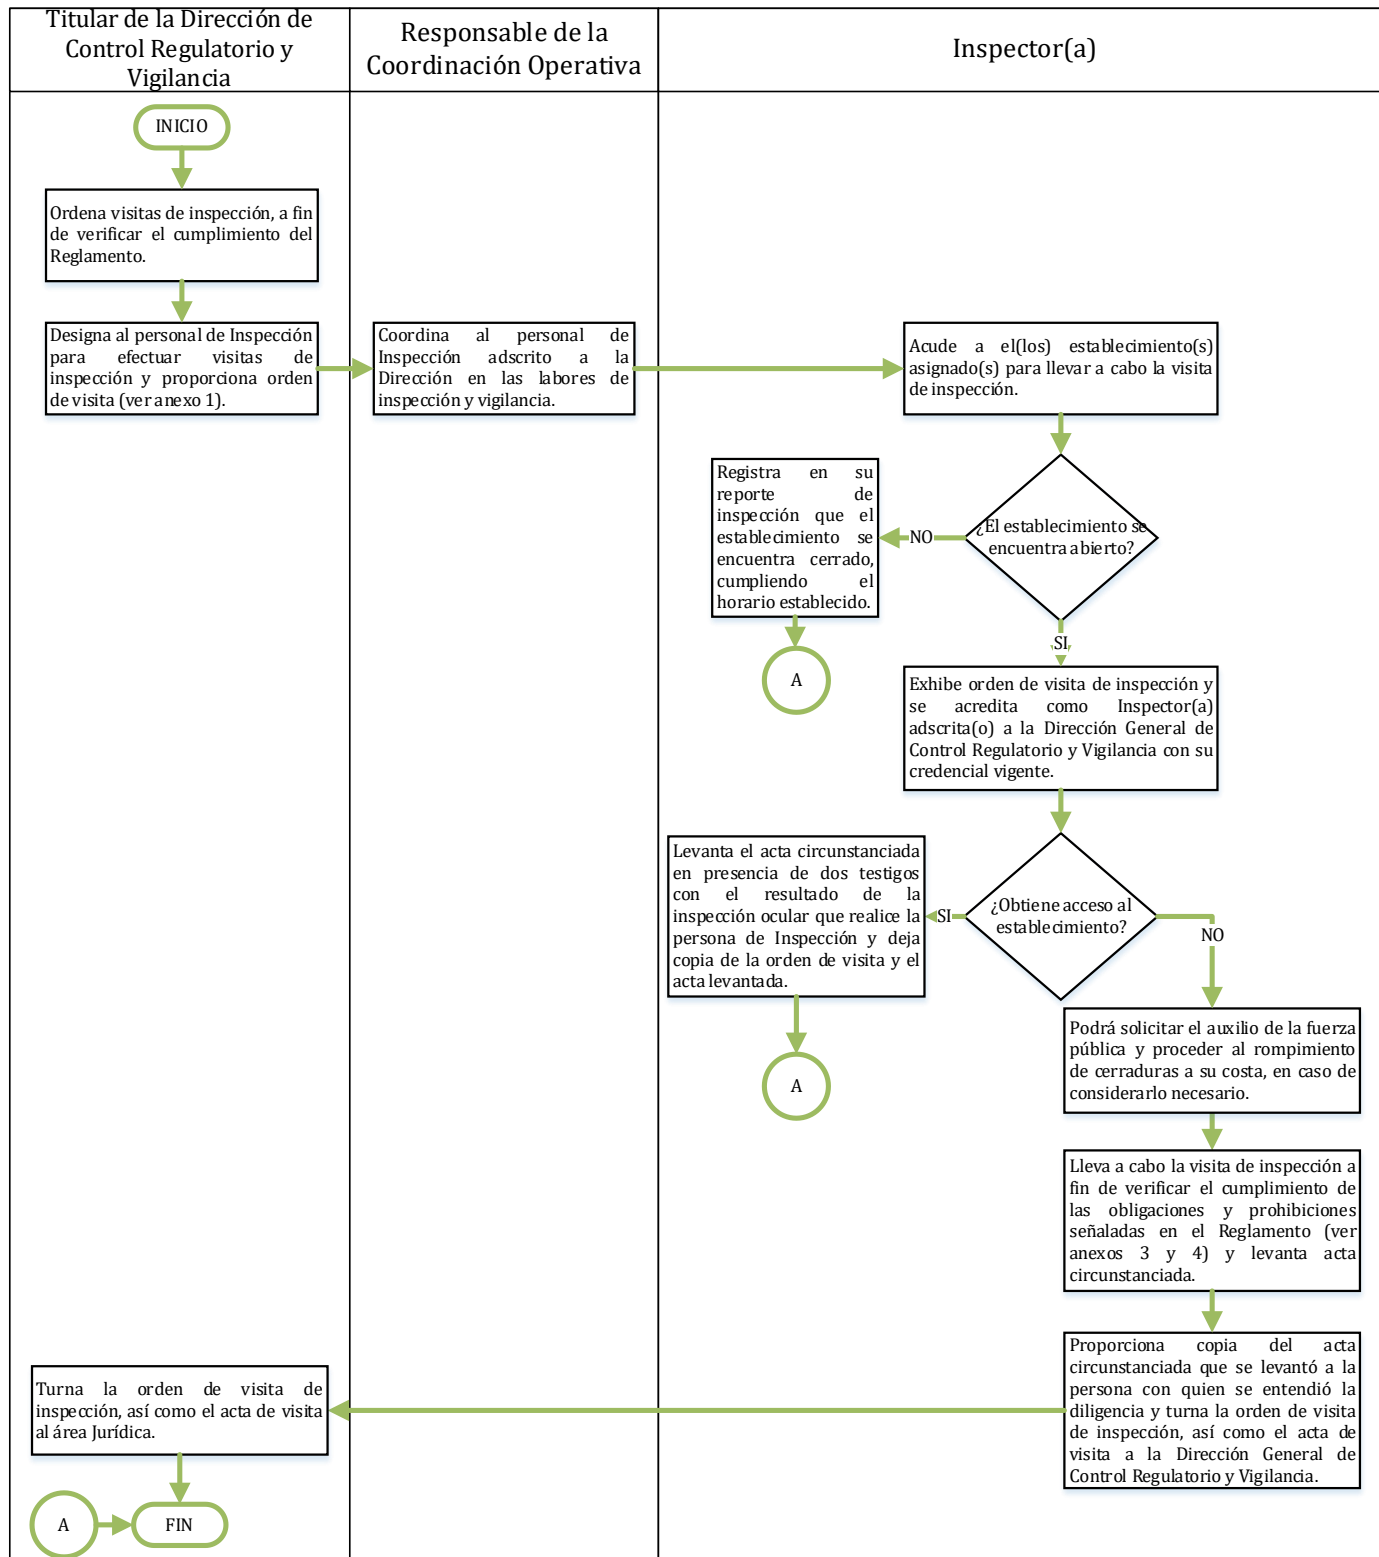 Titular de la Dirección de
Control Regulatorio y
Vigilancia
Responsable de la
Coordinación Operativa
Inspector(a)
INICIO
Ordena visitas de inspección, a fin
de verificar el cumplimiento del
Reglamento.
Designa al personal de Inspección
para efectuar visitas de
inspección y proporciona orden
de visita (ver anexo 1).
Coordina al personal de
Inspección adscrito a la
Dirección en las labores de
inspección y vigilancia.
Acude a el(los) establecimiento(s)
asignado(s) para llevar a cabo la visita
de inspección.
¿El establecimiento se
encuentra abierto?
NO
Registra en su
reporte de
inspección que el
establecimiento se
encuentra cerrado,
cumpliendo el
horario establecido.
A
SI
Exhibe orden de visita de inspección y
se acredita como Inspector(a)
adscrita(o) a la Dirección General de
Control Regulatorio y Vigilancia con su
credencial vigente.
¿Obtiene acceso al
establecimiento?
SI
Levanta el acta circunstanciada
en presencia de dos testigos
con el resultado de la
inspección ocular que realice la
persona de Inspección y deja
copia de la orden de visita y el
acta levantada.
A
NO
Podrá solicitar el auxilio de la fuerza
pública y proceder al rompimiento
de cerraduras a su costa, en caso de
considerarlo necesario.
Lleva a cabo la visita de inspección a
fin de verificar el cumplimiento de
las obligaciones y prohibiciones
señaladas en el Reglamento (ver
anexos 3 y 4) y levanta acta
circunstanciada.
Proporciona copia del acta
circunstanciada que se levantó a la
persona con quien se entendió la
diligencia y turna la orden de visita
de inspección, así como el acta de
visita a la Dirección General de
Control Regulatorio y Vigilancia.
Turna la orden de visita de
inspección, así como el acta de visita
al área Jurídica.
A
FIN